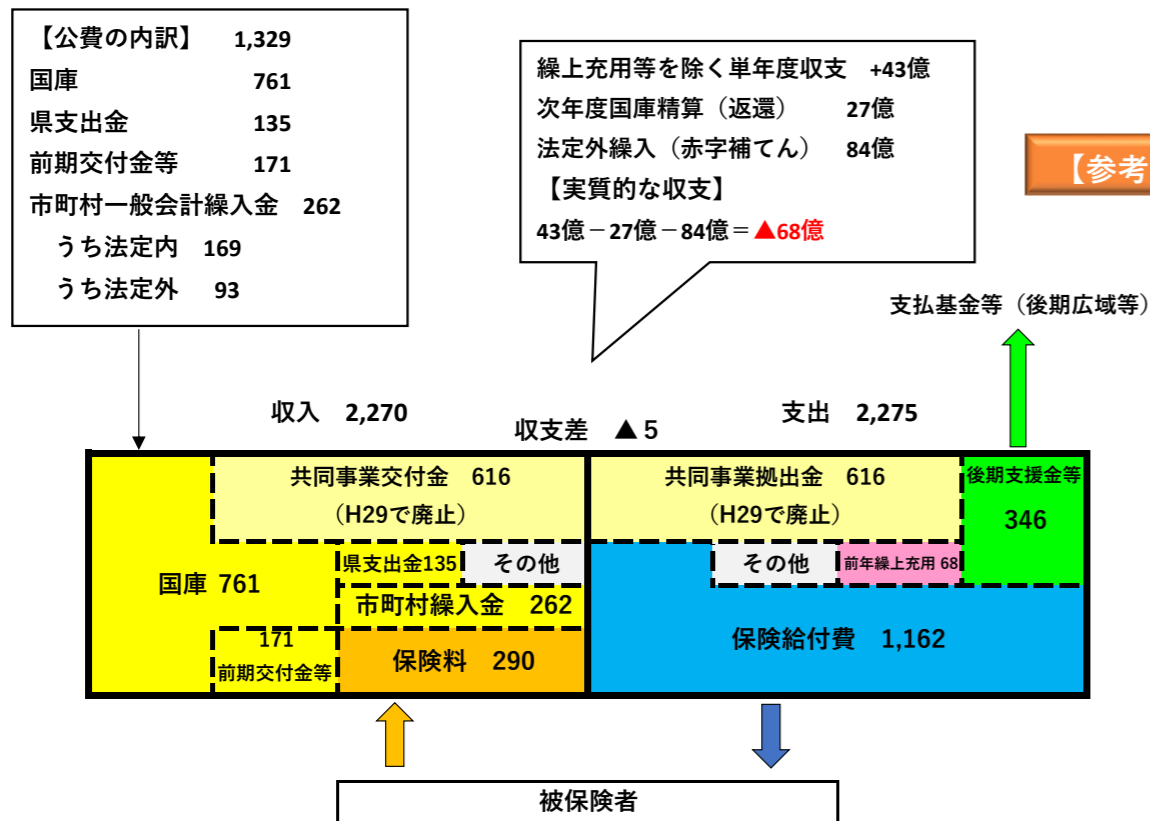 【公費の内訳】 1,329
国庫 761
県支出金 135
前期交付金等 171
市町村一般会計繰入金 262
うち法定内 169
うち法定外 93
繰上充用等を除く単年度収支 +43億
次年度国庫精算（返還） 27億
法定外繰入（赤字補てん） 84億
【実質的な収支】
43億－27億－84億＝▲68億
【参考
支払基金等（後期広域等）
収入 2,270
収支差 ▲5
支出 2,275
共同事業交付金 616
（H29で廃止）
共同事業拠出金 616
（H29で廃止）
後期支援金等
346
国庫 761
県支出金135
その他
その他
前年繰上充用 68
市町村繰入金 262
171
前期交付金等
保険料 290
保険給付費 1,162
被保険者